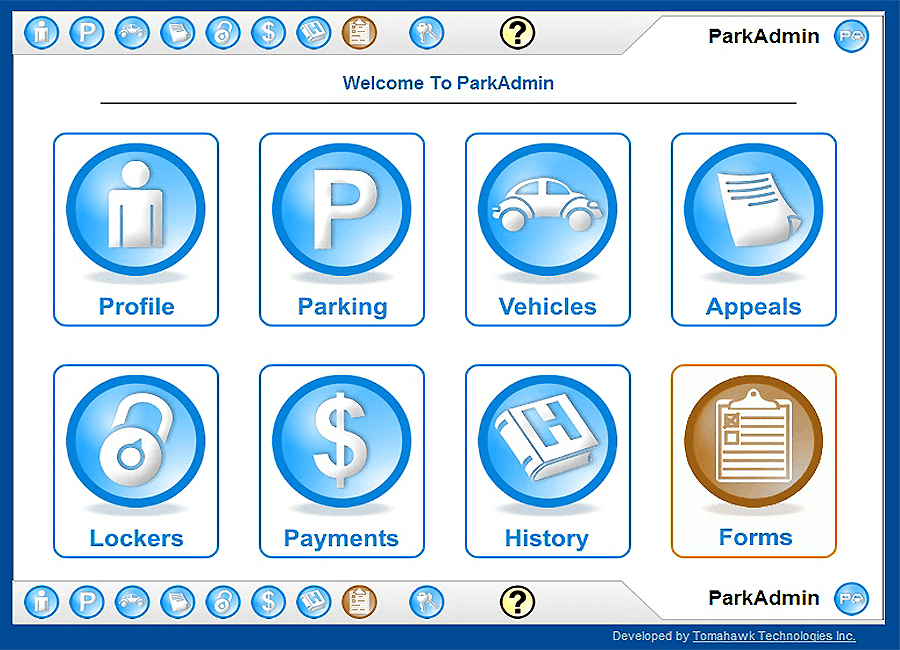 P $ H ?
ParkAdmin P
Welcome To ParkAdmin
P
Profile Parking Vehicles Appeals
$ H
Lockers Payments History Forms
P $ H ?
ParkAdmin P
Developed by Tomahawk Technologies Inc.